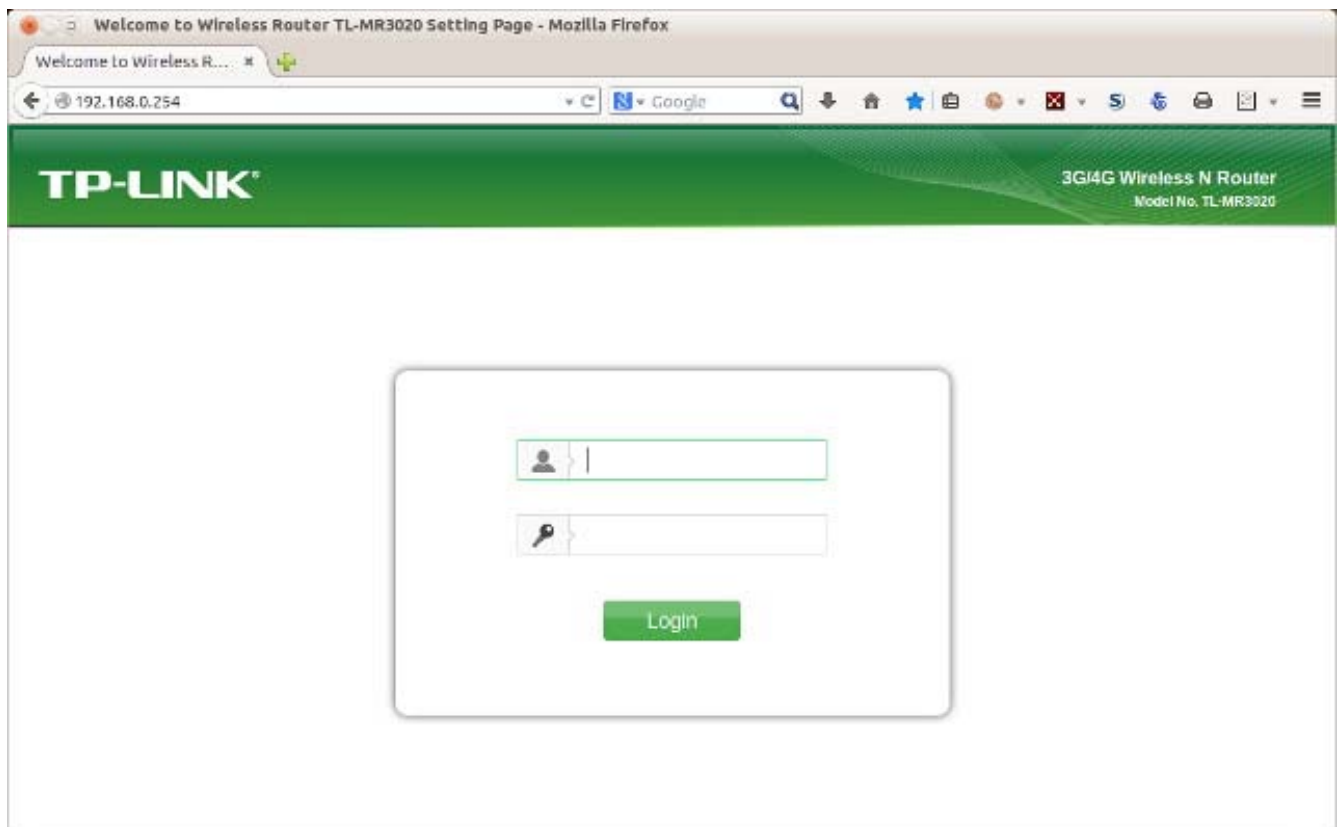 Welcome to Wireless Router TL-MR3020 Setting Page - Mozilla Firefox
Welcome to Wireless R...
192.168.0.254
Google
TP-LINK®
3G/4G Wireless N Router
Model No. TL-MR3020
Login